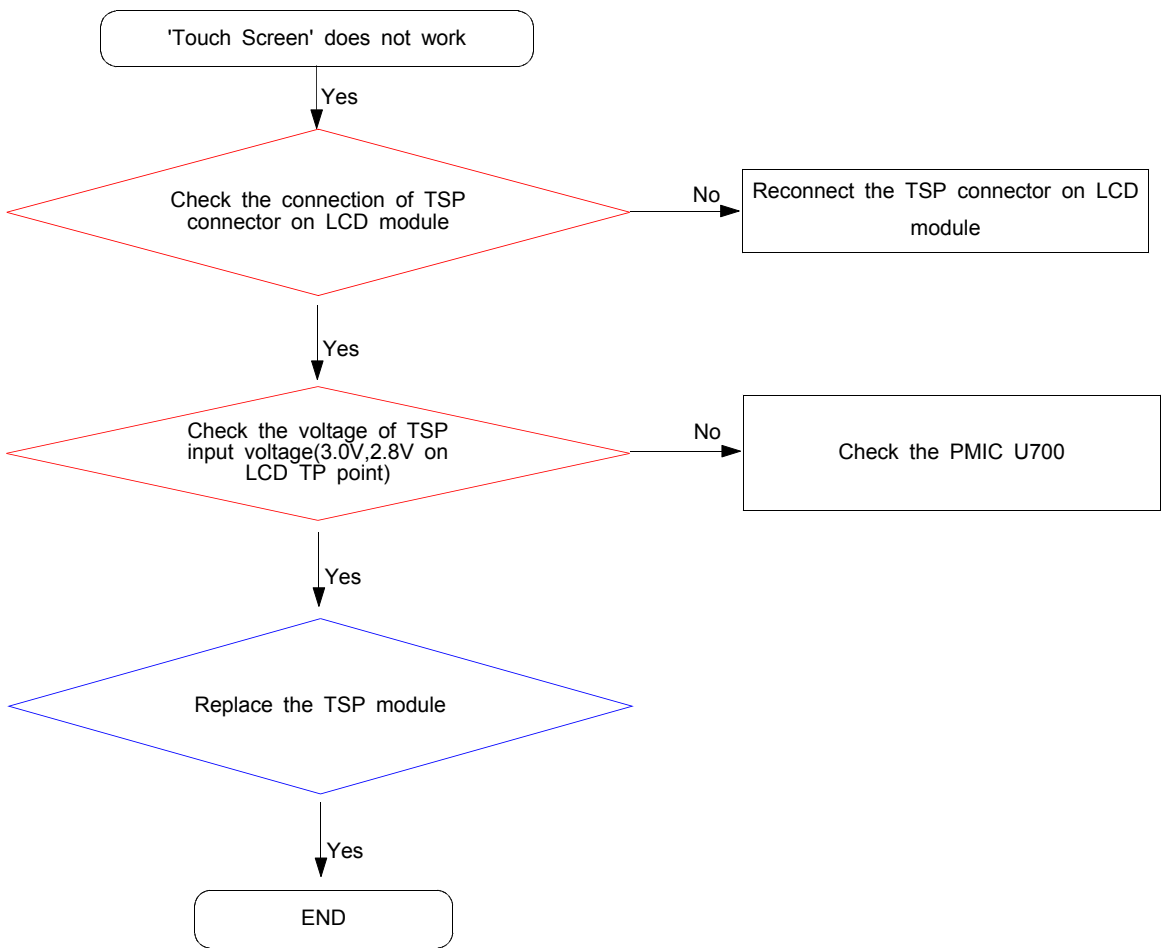 'Touch Screen' does not work
Yes
Check the connection of TSP
connector on LCD module
No
Reconnect the TSP connector on LCD
module
Yes
Check the voltage of TSP
input voltage(3.0V,2.8V on
LCD TP point)
No
Check the PMIC U700
Yes
Replace the TSP module
Yes
END